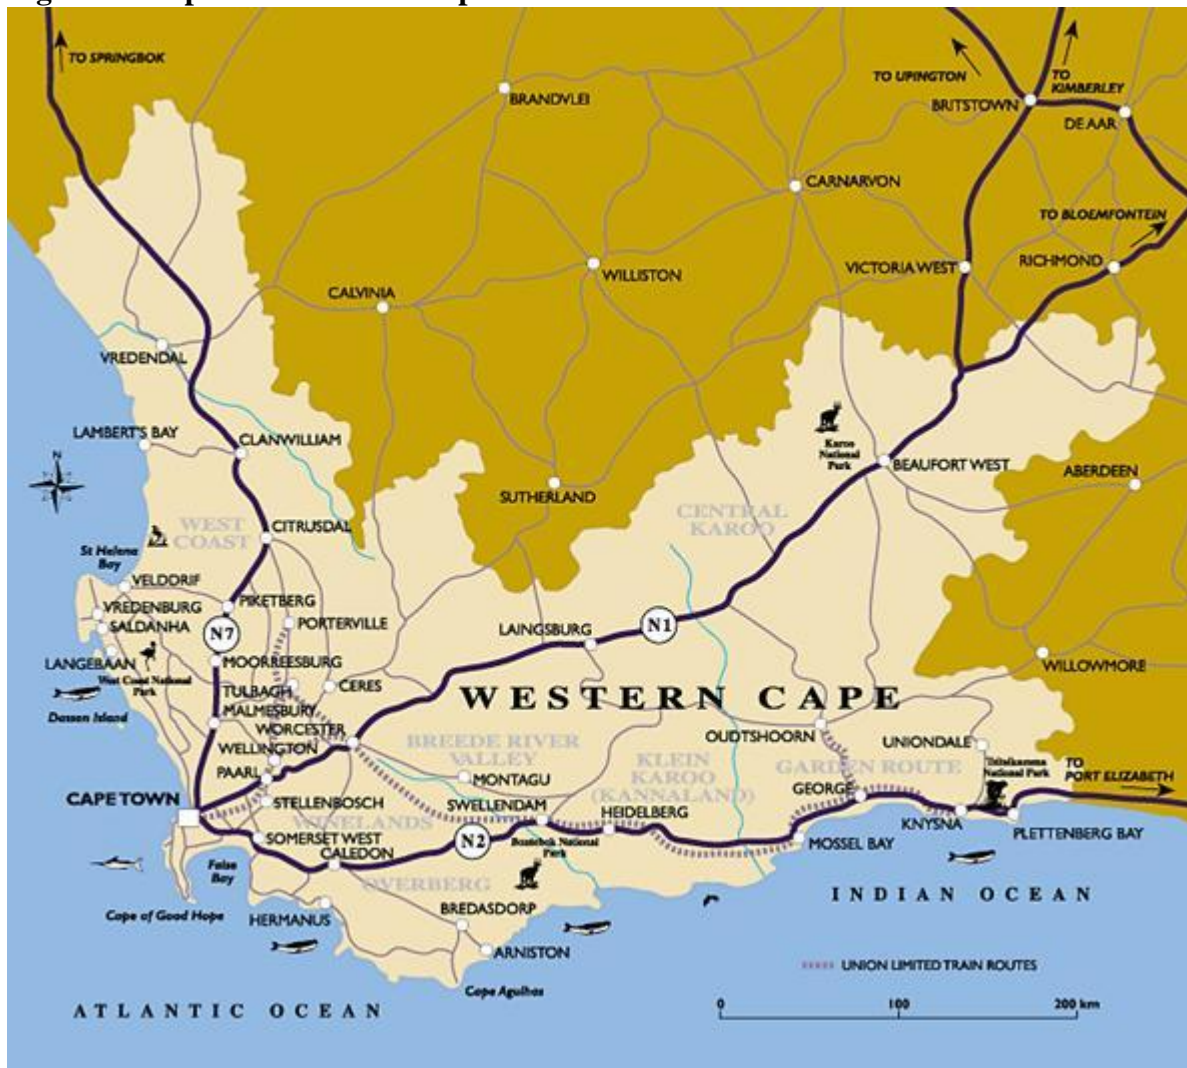 TO SPRINGBOK
BRANDVLEI
TO UPINGTON
TO
KIMBERLEY
BRITSTOWN
DE AAR
CARNARVON
TO BLOEMFONTEIN
VICTORIA WEST
RICHMOND
WILLISTON
CALVINIA
VREDENDAL
LAMBERT'S BAY
CLANWILLIAM
N
Karoo
National
Park
BEAUFORT WEST
ABERDEEN
SUTHERLAND
CENTRAL
KAROO
WEST
COAST
CITRUSDAL
St Helena
Bay
VELDDRIF
VREDENBURG
SALDANHA
PIKETBERG
PORTERVILLE
N7
N1
LAINGSBURG
LANGEBAAN
MOORREESBURG
West Coast National
Park
WILLOWMORE
TULBAGH
CERES
WESTERN CAPE
Dassen Island
MALMESBURY
WORCESTER
WELLINGTON
BREEDE RIVER
VALLEY
OUDTSHOORN
UNIONDALE
KLEIN
KAROO
(KANNALAND)
GARDEN ROUTE
Tsitsikamma
National Park
TO
PORT ELIZABETH
PAARL
MONTAGU
GEORGE
CAPE TOWN
STELLENBOSCH
WINELANDS
SWELLENDAM
HEIDELBERG
KNYSNA
PLETTENBERG BAY
SOMERSET WEST
N2
Bontebok National
Park
MOSSEL BAY
CALEDON
False
Bay
OVERBERG
INDIAN OCEAN
Cape of Good Hope
HERMANUS
BREDASDORP
ARNISTON
Cape Agulhas
UNION LIMITED TRAIN ROUTES
ATLANTIC OCEAN
0 100 200 km